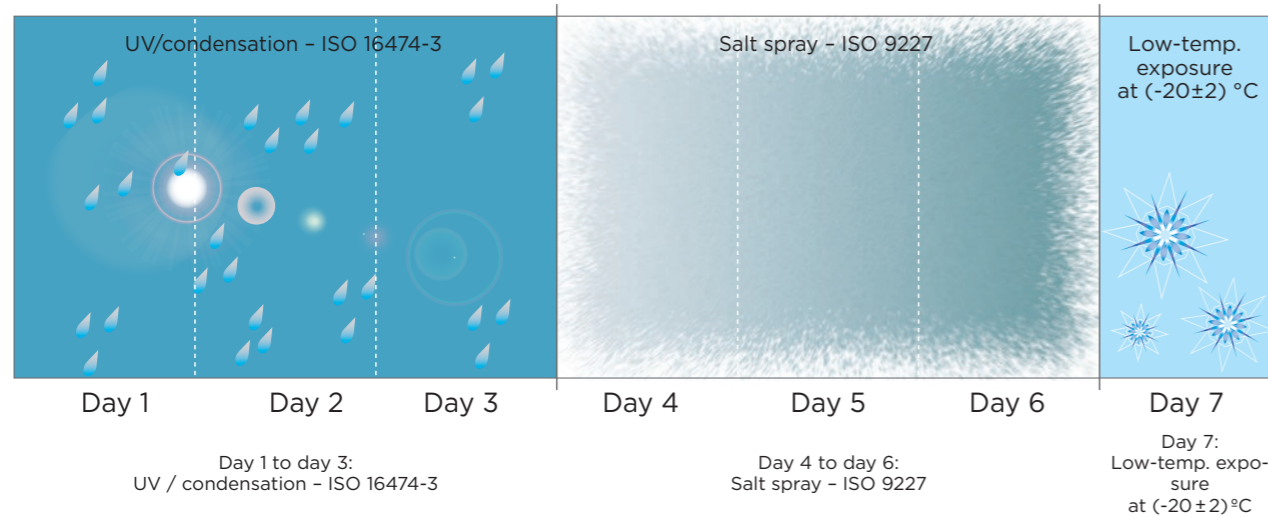 UV/condensation – ISO 16474-3
Salt spray – ISO 9227
Low-temp.
exposure
at (-20±2) °C
Day 1
Day 2
Day 3
Day 4
Day 5
Day 6
Day 7
Day 1 to day 3:
UV / condensation – ISO 16474-3
Day 4 to day 6:
Salt spray – ISO 9227
Day 7:
Low-temp. expo-
sure
at (-20±2)ºC